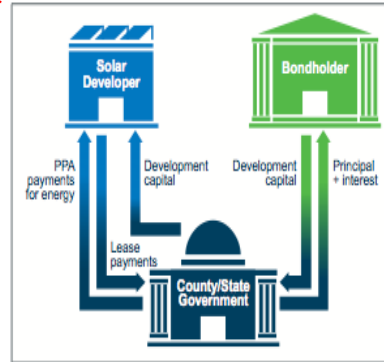 Solar
Developer
Bondholder
PPA
payments
for energy
Development
capital
Development
capital
Principal
+ interest
Lease
payments
County/State
Government